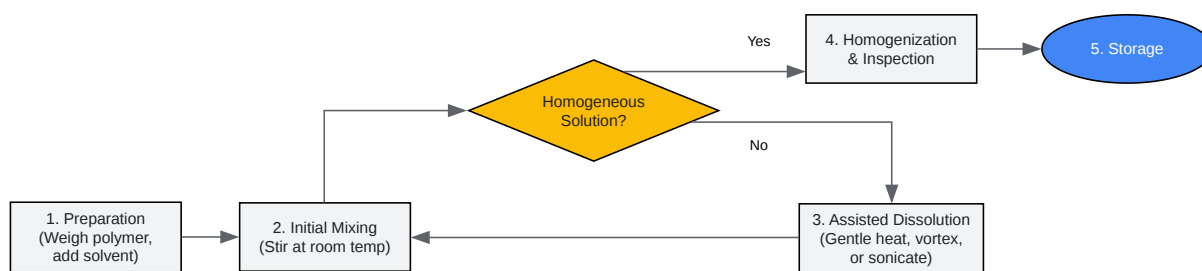 1. Preparation
(Weigh polymer,
add solvent)
2. Initial Mixing
(Stir at room temp)
Homogeneous
Solution?
Yes
4. Homogenization
& Inspection
5. Storage
No
3. Assisted Dissolution
(Gentle heat, vortex,
or sonicate)